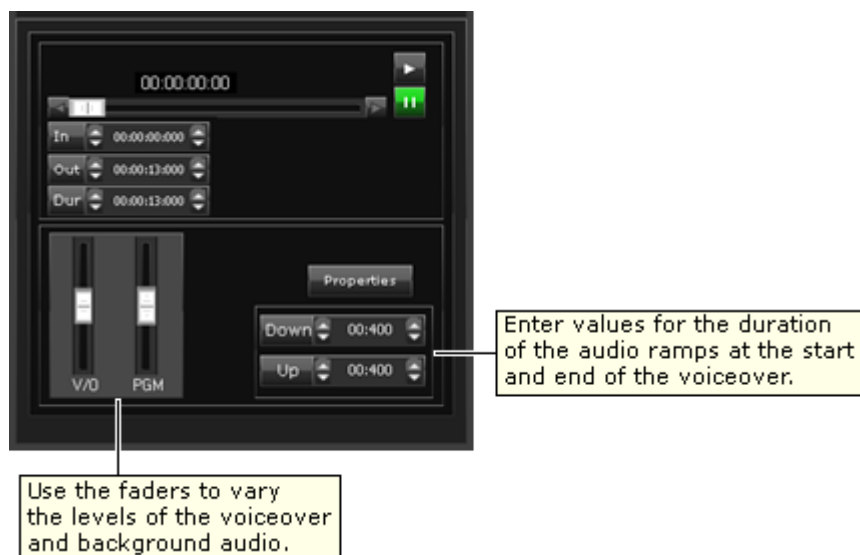 00:00:00:00
In 00:00:00:000
Out 00:00:13:000
Dur 00:00:13:000
Properties
Down 00:400
Up 00:400
V/O PGM
Enter values for the duration
of the audio ramps at the start
and end of the voiceover.
Use the faders to vary
the levels of the voiceover
and background audio.